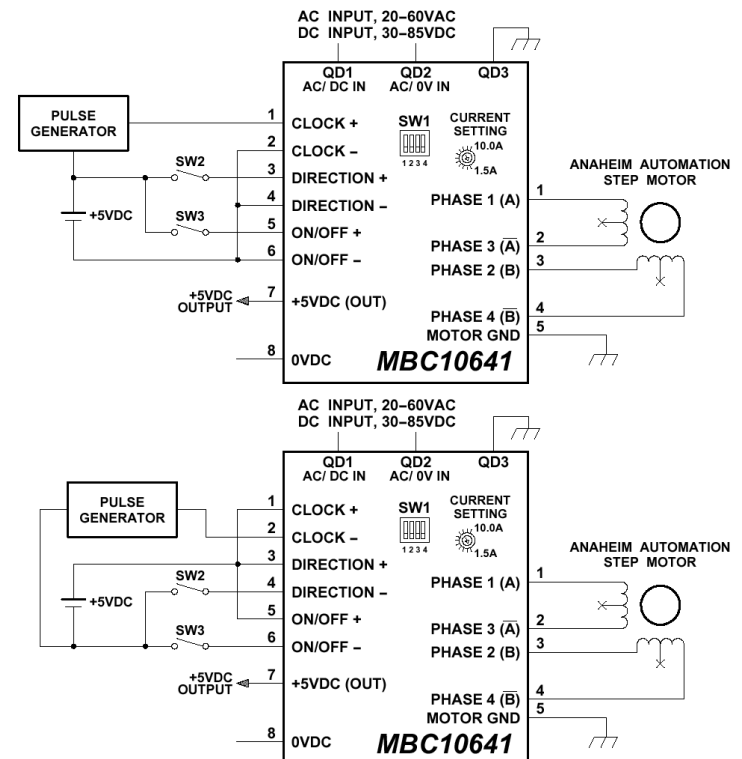 AC INPUT, 20–60VAC
DC INPUT, 30–85VDC
QD1
AC/ DC IN
QD2
AC/ 0V IN
QD3
PULSE
GENERATOR
+5VDC
SW2
SW3
+5VDC
OUTPUT
1
CLOCK +
2
CLOCK –
3
DIRECTION +
4
DIRECTION –
5
ON/OFF +
6
ON/OFF –
7
+5VDC (OUT)
8
0VDC
SW1
1 2 3 4
CURRENT
SETTING
10.0A
1.5A
PHASE 1 (A)
1
PHASE 3 (A̅)
2
PHASE 2 (B)
3
PHASE 4 (B̅)
4
MOTOR GND
5
MBC10641
ANAHEIM AUTOMATION
STEP MOTOR
AC INPUT, 20–60VAC
DC INPUT, 30–85VDC
QD1
AC/ DC IN
QD2
AC/ 0V IN
QD3
PULSE
GENERATOR
+5VDC
SW2
SW3
+5VDC
OUTPUT
1
CLOCK +
2
CLOCK –
3
DIRECTION +
4
DIRECTION –
5
ON/OFF +
6
ON/OFF –
7
+5VDC (OUT)
8
0VDC
SW1
1 2 3 4
CURRENT
SETTING
10.0A
1.5A
PHASE 1 (A)
1
PHASE 3 (A̅)
2
PHASE 2 (B)
3
PHASE 4 (B̅)
4
MOTOR GND
5
MBC10641
ANAHEIM AUTOMATION
STEP MOTOR